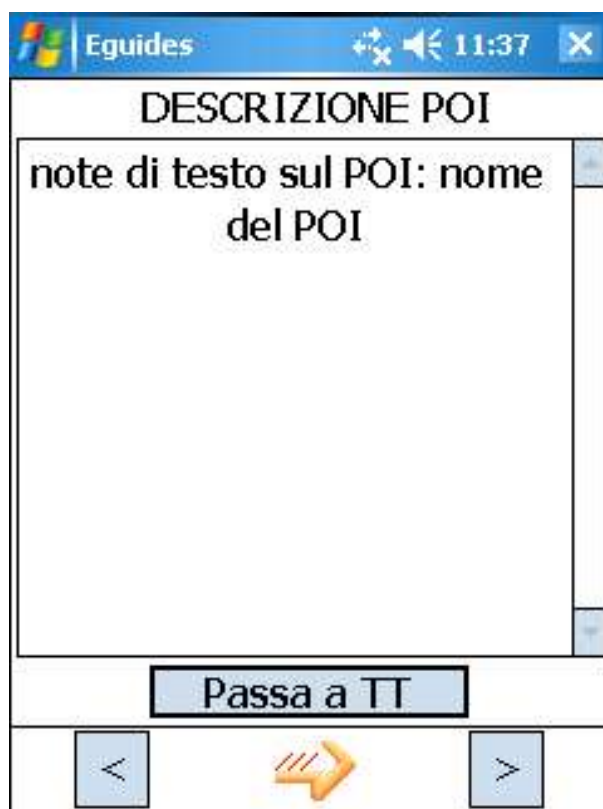 Eguides 11:37
DESCRIZIONE POI
note di testo sul POI: nome
del POI
Passa a TT
< >